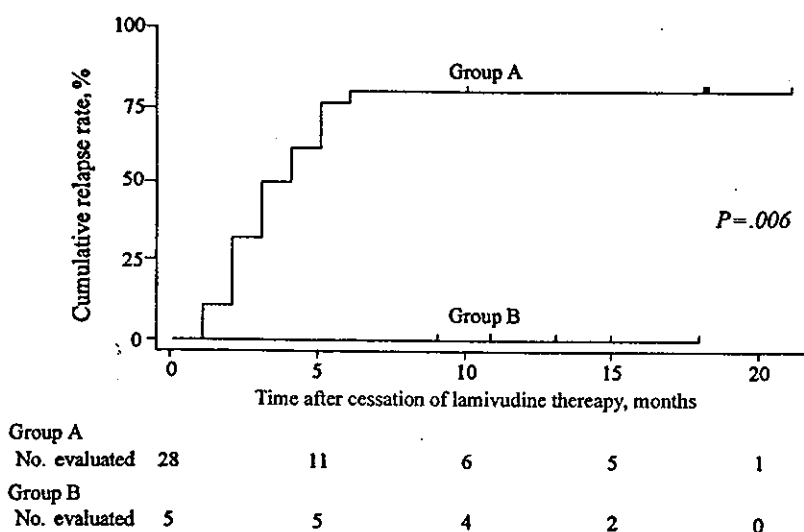 100
75
50
25
0
Cumulative relapse rate, %
Group A
P=.006
Group B
0 5 10 15 20
Time after cessation of lamivudine thereapy, months
Group A
No. evaluated 28 11 6 5 1
Group B
No. evaluated 5 5 4 2 0